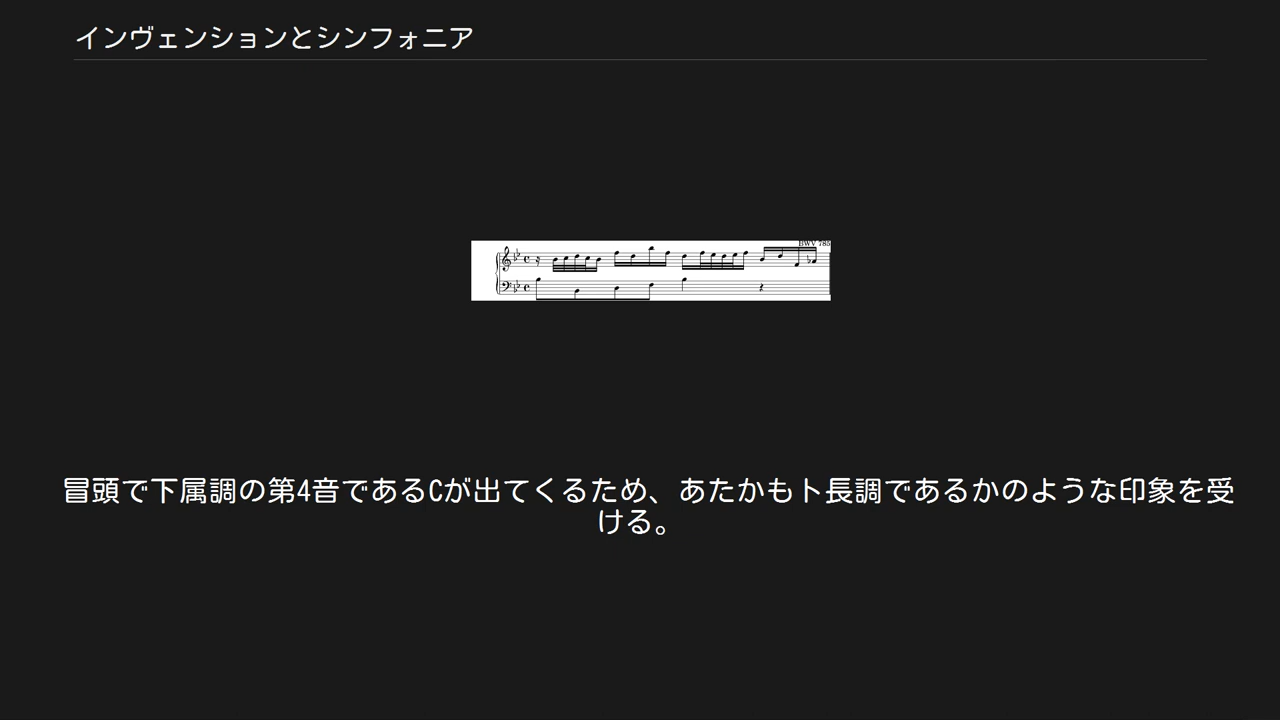 インヴェンションとシンフォニア
BWV 785
冒頭で下属調の第4音であるCが出てくるため、あたかもト長調であるかのような印象を受
ける。